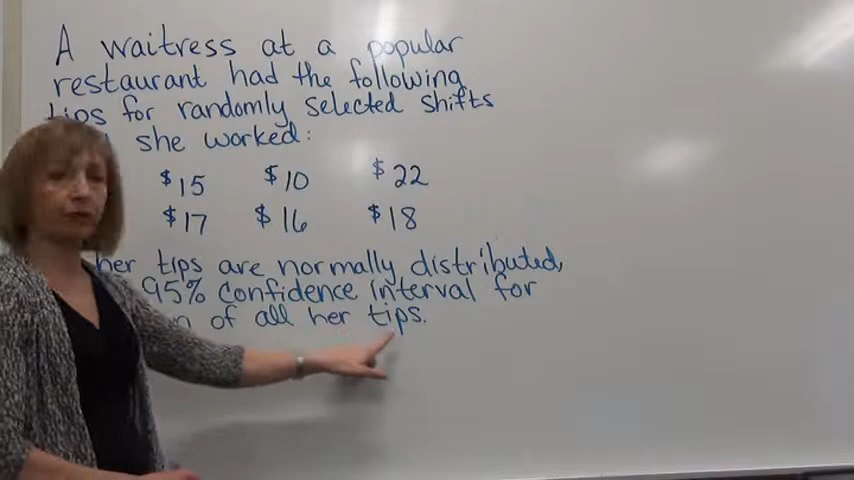 A waitress at a popular
restaurant had the following
tips for randomly selected shifts
she worked:
$15 $10 $22
$17 $16 $18
her tips are normally distributed,
95% confidence interval for
of all her tips.